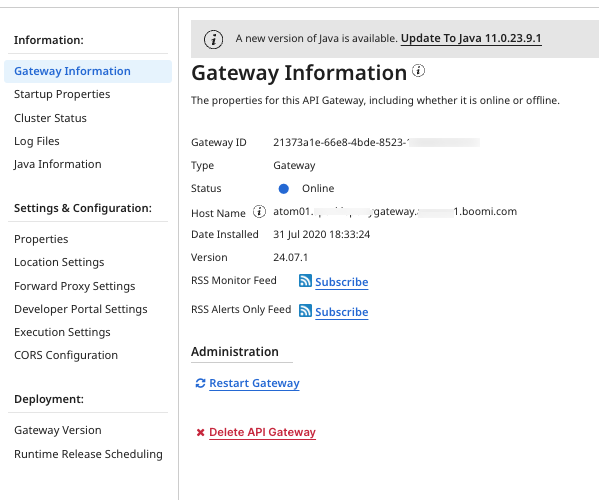 Information:
Gateway Information
Startup Properties
Cluster Status
Log Files
Java Information
Settings & Configuration:
Properties
Location Settings
Forward Proxy Settings
Developer Portal Settings
Execution Settings
CORS Configuration
Deployment:
Gateway Version
Runtime Release Scheduling
A new version of Java is available. Update To Java 11.0.23.9.1
Gateway Information
The properties for this API Gateway, including whether it is online or offline.
Gateway ID 21373a1e-66e8-4bde-8523-
Type Gateway
Status Online
Host Name atom01. gateway. 1.boomi.com
Date Installed 31 Jul 2020 18:33:24
Version 24.07.1
RSS Monitor Feed Subscribe
RSS Alerts Only Feed Subscribe
Administration
Restart Gateway
Delete API Gateway